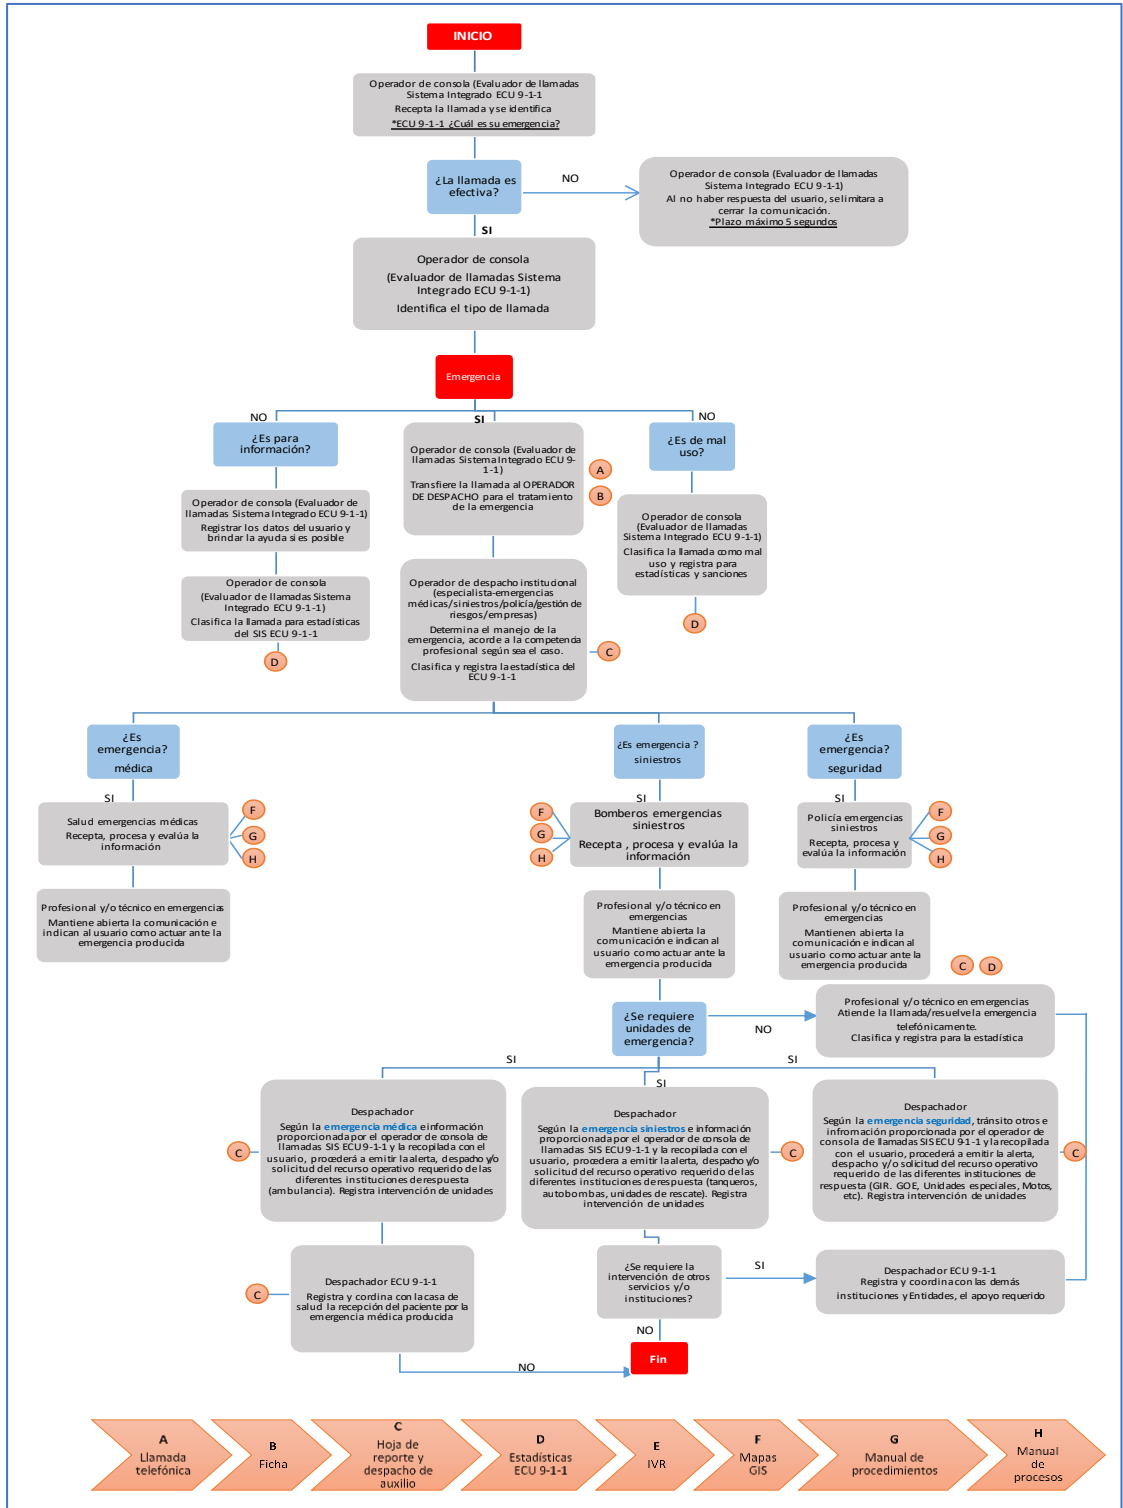 INICIO
Operador de consola (Evaluador de llamadas
Sistema Integrado ECU 9-1-1
Recepta la llamada y se identifica
*ECU 9-1-1 ¿Cuál es su emergencia?
¿La llamada es
efectiva?
NO
Operador de consola (Evaluador de llamadas
Sistema Integrado ECU 9-1-1)
Al no haber respuesta del usuario, se limitara a
cerrar la comunicación.
*Plazo máximo 5 segundos
SI
Operador de consola
(Evaluador de llamadas Sistema
Integrado ECU 9-1-1)
Identifica el tipo de llamada
Emergencia
NO
SI
NO
¿Es para
información?
Operador de consola (Evaluador de
llamadas Sistema Integrado ECU 9-1-1)
Registrar los datos del usuario y
brindar la ayuda si es posible
Operador de consola
(Evaluador de llamadas Sistema
Integrado ECU 9-1-1)
Clasifica la llamada para estadísticas
del SIS ECU 9-1-1
D
Operador de consola (Evaluador de
llamadas Sistema Integrado ECU 9-
1-1)
Transfiere la llamada al OPERADOR
DE DESPACHO para el tratamiento
de la emergencia
A
B
Operador de despacho institucional
(especialista-emergencias
médicas/siniestros/policía/gestión de
riesgos/empresas)
Determina el manejo de la
emergencia, acorde a la competenda
profesional según sea el caso.
Clasifica y registra la estadística del
ECU 9-1-1
C
¿Es de mal
uso?
Operador de consola
(Evaluador de llamadas
Sistema Integrado ECU 9-1-1)
Clasifica la llamada como mal
uso y registra para
estadísticas y sanciones
D
¿Es
emergencia?
médica
SI
Salud emergencias médicas
Recepta, procesa y evalúa la
información
F
G
H
Profesional y/o técnico en emergencias
Mantiene abierta la comunicación e
indican al usuario como actuar ante la
emergencia producida
¿Es emergencia ?
siniestros
SI
F
G
H
Bomberos emergencias
siniestros
Recepta , procesa y evalúa la
información
Profesional y/o técnico en
emergencias
Mantiene abierta la
comunicación e indican al
usuario como actuar ante la
emergencia producida
¿Es
emergencia?
seguridad
SI
Policía emergencias
siniestros
Recepta, procesa y
evalúa la información
F
G
H
Profesional y/o técnico en
emergencias
Mantienen abierta la
comunicación e indican al
usuario como actuar ante la
emergencia producida
C
D
¿Se requiere
unidades de
emergencia?
NO
Profesional y/o técnico en emergencias
Atiende la llamada/resuelve la emergencia
telefónicamente.
Clasifica y registra para la estadística
SI
SI
SI
Despachador
Según la emergencia médica e información
proporcionada por el operador de consola de
llamadas SIS ECU 9-1-1 y la recopilada con el
usuario, procederá a emitir la alerta, despacho y/o
solicitud del recurso operativo requerido de las
diferentes instituciones de respuesta
(ambulancia). Registra intervención de unidades
C
Despachador
Según la emergencia siniestros e información
proporcionada por el operador de consola de
llamadas SIS ECU 9-1-1 y la recopilada con el
usuario, procedera a emitir la alerta, despacho y/o
solicitud del recurso operativo requerido de las
diferentes instituciones de respuesta (tanqueros,
autobombas, unidades de rescate). Registra
intervención de unidades
C
Despachador
Según la emergencia seguridad, tránsito otros e
infromación proporcionada por el operador de
consola de llamadas SIS ECU 9-1-1 y la recopilada
con el usuario, procederá a emitir la alerta,
despacho y/o solicitud del recurso operativo
requerido de las diferentes instituciones de
respuesta (GIR. GOE, Unidades especiales, Motos,
etc). Registra intervención de unidades
C
C
Despachador ECU 9-1-1
Registra y cordina con la casa de
salud la recepción del paciente por la
emergencia médica producida
¿Se requiere la
intervención de otros
servicios y/o
instituciones?
SI
Despachador ECU 9-1-1
Registra y coordina con las demás
instituciones y Entidades, el apoyo requerido
NO
NO
Fin
A
Llamada
telefónica
B
Ficha
C
Hoja de
reporte y
despacho de
auxilio
D
Estadísticas
ECU 9-1-1
E
IVR
F
Mapas
GIS
G
Manual de
procedimientos
H
Manual
de
procesos